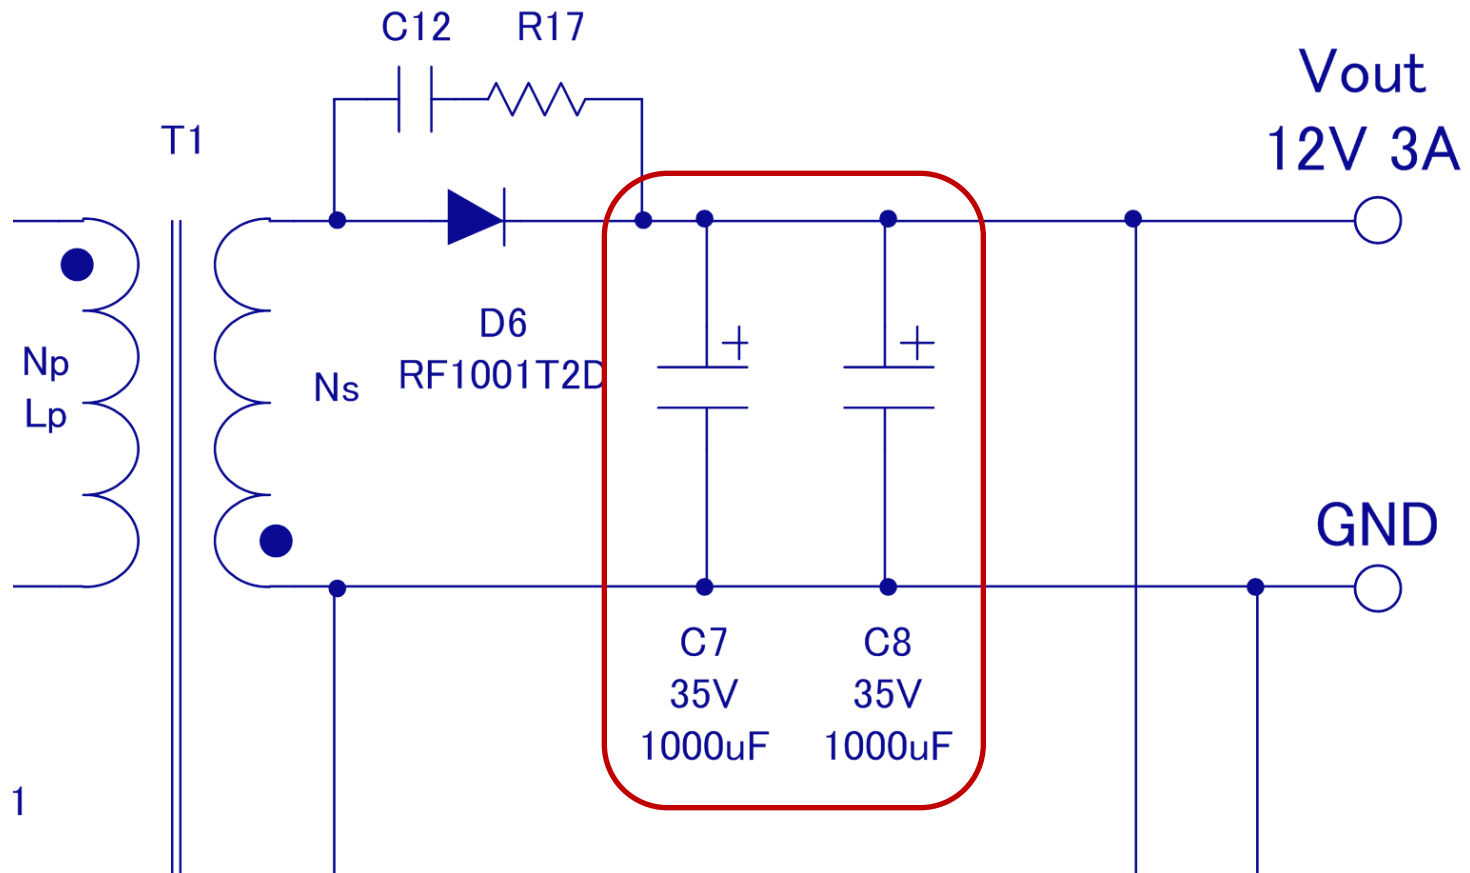 C12
R17
Vout
12V 3A
T1
D6
RF1001T2D
Np
Lp
Ns
GND
C7
35V
1000uF
C8
35V
1000uF
1